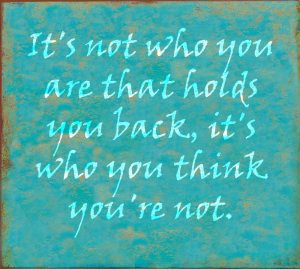 It's not who you
are that holds
you back, it's
who you think
you're not.